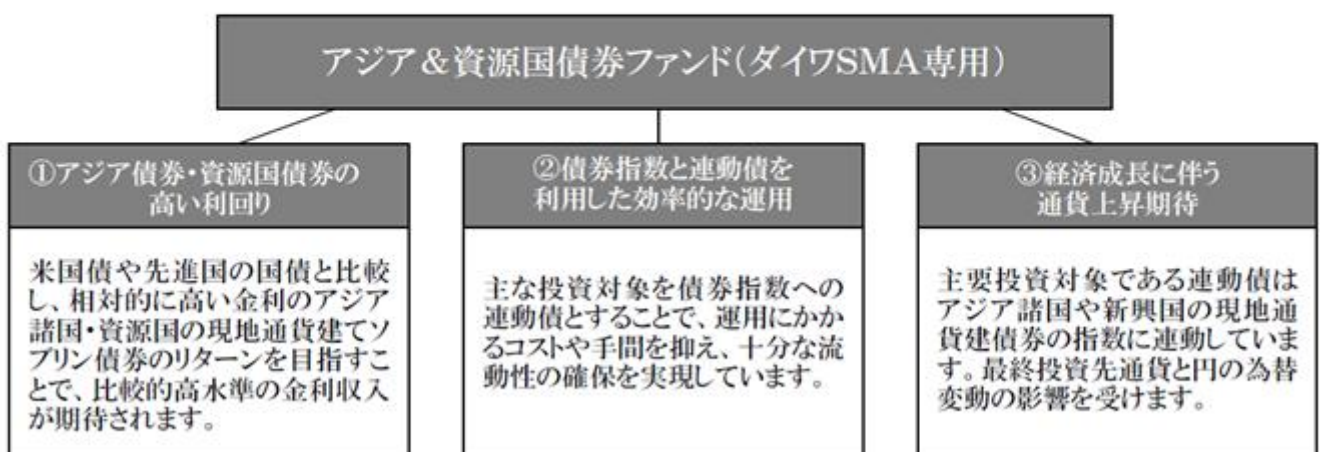 アジア&資源国債券ファンド(ダイワSMA専用)
①アジア債券・資源国債券の
高い利回り
米国債や先進国の国債と比較
し、相対的に高い金利のアジア
諸国・資源国の現地通貨建てソ
ブリン債券のリターンを目指すこ
とで、比較的高水準の金利収入
が期待されます。
②債券指数と連動債を
利用した効率的な運用
主な投資対象を債券指数への
連動債とすることで、運用にかか
るコストや手間を抑え、十分な流
動性の確保を実現しています。
③経済成長に伴う
通貨上昇期待
主要投資対象である連動債は
アジア諸国や新興国の現地通
貨建債券の指数に連動していま
す。最終投資先通貨と円の為替
変動の影響を受けます。